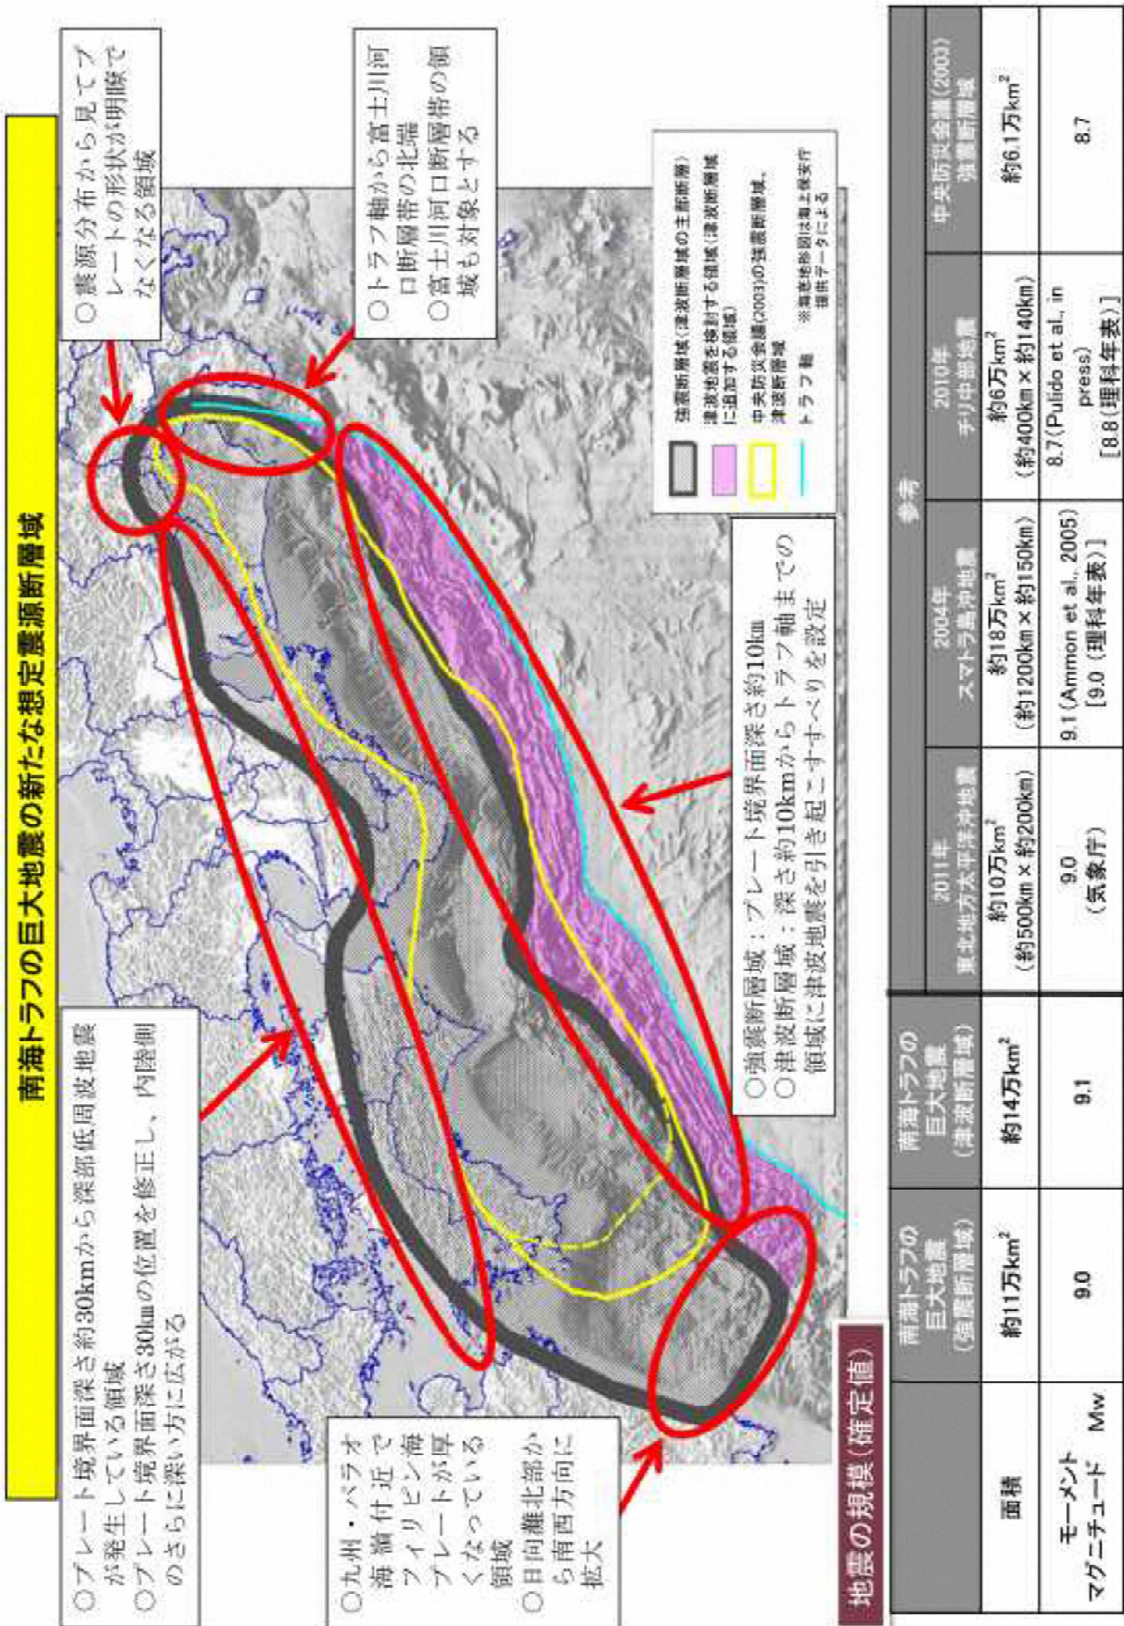 南海トラフの巨大地震の新たな想定震源断層域
○プレート境界面深さ約30kmから深部低周波地震
が発生している領域
○プレート境界面深さ30kmの位置を修正し、内陸側
のさらに深い方に広がる
○震源分布から見てプ
レートの形状が明瞭で
なくなる領域
○トラフ軸から富士川河
口断層帯の北端
○富士川河口断層帯の領
域も対象とする
○九州・パラオ
海嶺付近で
フィリピン海
プレートが厚
くなっている
領域
○日向灘北部か
ら南西方向に
拡大
○強震断層域：プレート境界面深さ約10km
○津波断層域：深さ約10kmからトラフ軸までの
領域に津波地震を引き起こすすべりを設定
強震断層域（津波断層域の主部断層）
津波地震を検討する領域（津波断層域
に追加する領域）
中央防災会議(2003)の強震断層域、
津波断層域
トラフ軸 ※海底地形図は海上保安庁
提供データによる
地震の規模（確定値）
南海トラフの
巨大地震
（強震断層域）
南海トラフの
巨大地震
（津波断層域）
参考
2011年
東北地方太平洋沖地震
2004年
スマトラ島沖地震
2010年
チリ中部地震
中央防災会議（2003）
強震断層域
面積
約11万km²
約14万km²
約10万km²
（約500km×約200km）
約18万km²
（約1200km×約150km）
約6万km²
（約400km×約140km）
約6.1万km²
モーメント
マグニチュード Mw
9.0
9.1
9.0
（気象庁）
9.1（Ammon et al., 2005）
[9.0（理科年表）]
8.7（Pulido et al., in
press）
[8.8（理科年表）]
8.7